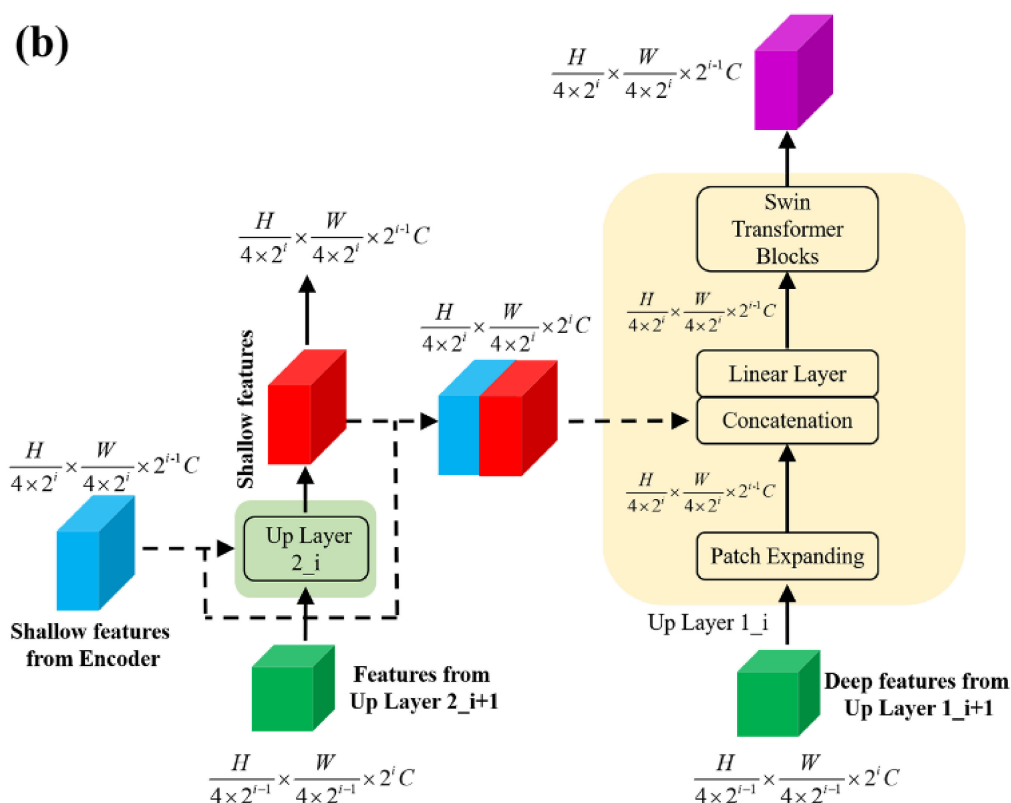 (b)
H/(4×2^i) × W/(4×2^i) × 2^{i-1}C
Swin
Transformer
Blocks
H/(4×2^i) × W/(4×2^i) × 2^{i-1}C
H/(4×2^i) × W/(4×2^i) × 2^{i-1}C
H/(4×2^i) × W/(4×2^i) × 2^i C
Linear Layer
Concatenation
Shallow features
H/(4×2^i) × W/(4×2^i) × 2^{i-1}C
H/(4×2^i) × W/(4×2^i) × 2^{i-1}C
Up Layer
2_i
Patch Expanding
Shallow features
from Encoder
Up Layer 1_i
Features from
Up Layer 2_i+1
Deep features from
Up Layer 1_i+1
H/(4×2^{i-1}) × W/(4×2^{i-1}) × 2^i C
H/(4×2^{i-1}) × W/(4×2^{i-1}) × 2^i C